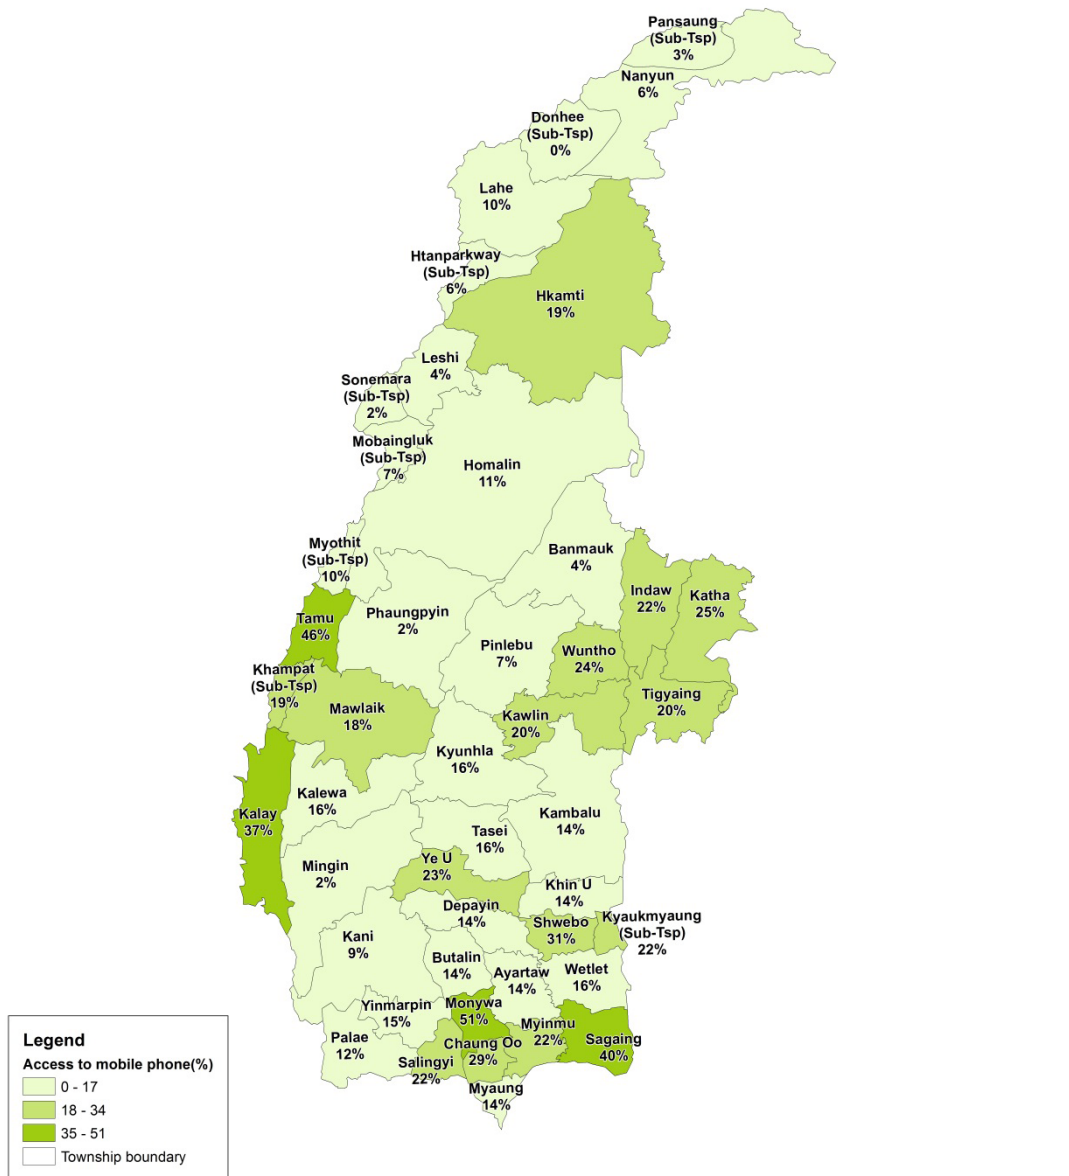 Pansaung
(Sub-Tsp)
3%
Nanyun
6%
Donhee
(Sub-Tsp)
0%
Lahe
10%
Htanparkway
(Sub-Tsp)
6%
Hkamti
19%
Leshi
4%
Sonemara
(Sub-Tsp)
2%
Mobaingluk
(Sub-Tsp)
7%
Homalin
11%
Myothit
(Sub-Tsp)
10%
Banmauk
4%
Indaw
22%
Katha
25%
Tamu
46%
Phaungpyin
2%
Pinlebu
7%
Wuntho
24%
Khampat
(Sub-Tsp)
19%
Mawlaik
18%
Kawlin
20%
Tigyaing
20%
Kyunhla
16%
Kalewa
16%
Kalay
37%
Kambalu
14%
Tasei
16%
Mingin
2%
Ye U
23%
Khin U
14%
Depayin
14%
Shwebo
31%
Kyaukmyaung
(Sub-Tsp)
22%
Kani
9%
Butalin
14%
Ayartaw
14%
Wetlet
16%
Yinmarpin
15%
Monywa
51%
Palae
12%
Salingyi
22%
Chaung Oo
29%
Myinmu
22%
Sagaing
40%
Myaung
14%
Legend
Access to mobile phone(%)
0 - 17
18 - 34
35 - 51
Township boundary